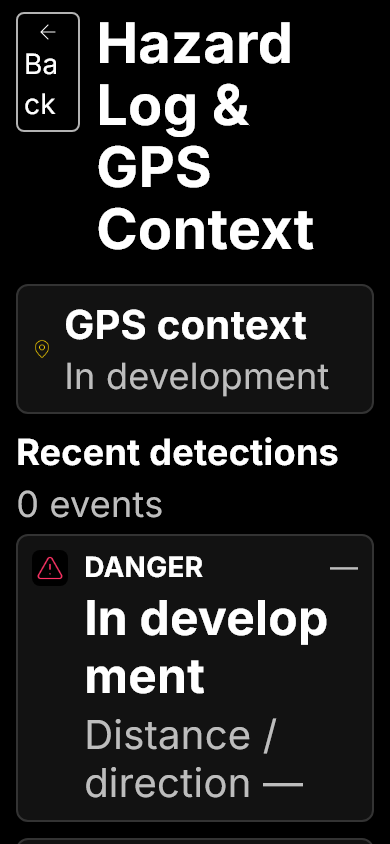 Ba
ck
Hazard
Log &
GPS
Context
GPS context
In development
Recent detections
0 events
DANGER —
In develop
ment
Distance /
direction —